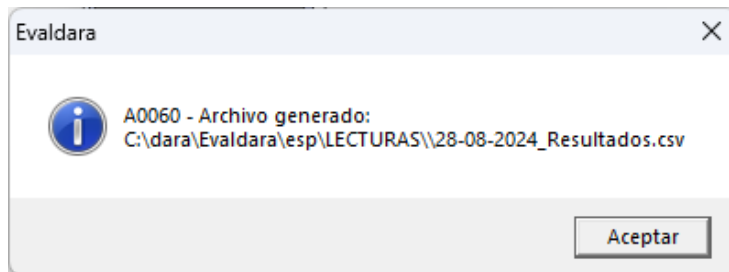 Evaldara
A0060 - Archivo generado:
C:\dara\Evaldara\esp\LECTURAS\\28-08-2024_Resultados.csv
Aceptar